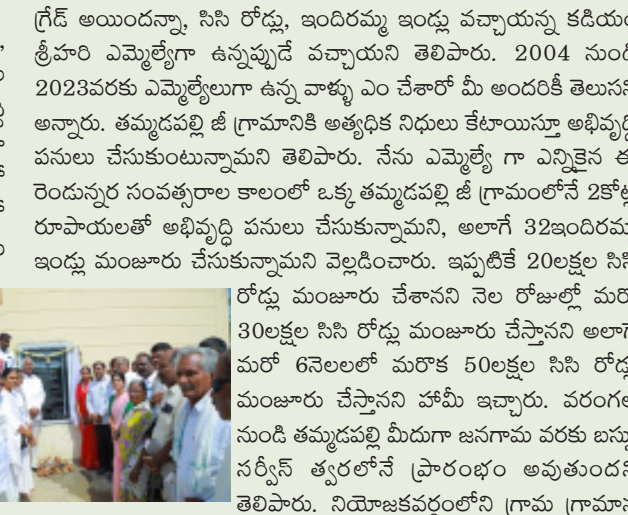 గ్రేడ్ అయిందన్నా, సిసి రోడ్లు, ఇందిరమ్మ ఇండ్లు వచ్చాయన్న కడియం
శ్రీహరి ఎమ్మెల్యేగా ఉన్నప్పుడే వచ్చాయని తెలిపారు. 2004 నుండి
2023వరకు ఎమ్మెల్యేలుగా ఉన్న వాళ్ళు ఎం చేశారో మీ అందరికీ తెలుసని
అన్నారు. తమ్మడపల్లి జీ గ్రామానికి అత్యధిక నిధులు కేటాయిస్తూ అభివృద్ధి
పనులు చేసుకుంటున్నామని తెలిపారు. నేను ఎమ్మెల్యే గా ఎన్నికైన ఈ
రెండున్నర సంవత్సరాల కాలంలో ఒక్క తమ్మడపల్లి జీ గ్రామంలోనే 2కోట్ల
రూపాయలతో అభివృద్ధి పనులు చేసుకున్నామని, అలాగే 32ఇందిరమ్మ
ఇండ్లు మంజూరు చేసుకున్నామని వెల్లడించారు. ఇప్పటికే 20లక్షల సిసి
రోడ్లు మంజూరు చేశానని నెల రోజుల్లో మరో
30లక్షల సిసి రోడ్లు మంజూరు చేస్తానని అలాగే
మరో 6నెలలలో మరొక 50లక్షల సిసి రోడ్లు
మంజూరు చేస్తానని హామీ ఇచ్చారు. వరంగల్
నుండి తమ్మడపల్లి మీదుగా జనగామ వరకు బస్సు
సర్వీస్ త్వరలోనే ప్రారంభం అవుతుందని
తెలిపారు. నియోజకవర్గంలోని గ్రామ గ్రామాన